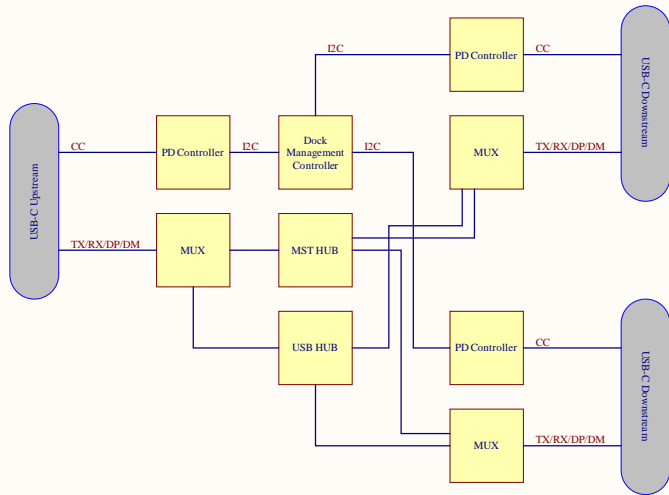 I2C
PD Controller
CC
USB-C Downstream
CC
PD Controller
I2C
Dock
Management
Controller
I2C
MUX
TX/RX/DP/DM
USB-C Upstream
TX/RX/DP/DM
MUX
MST HUB
USB HUB
PD Controller
CC
USB-C Downstream
MUX
TX/RX/DP/DM